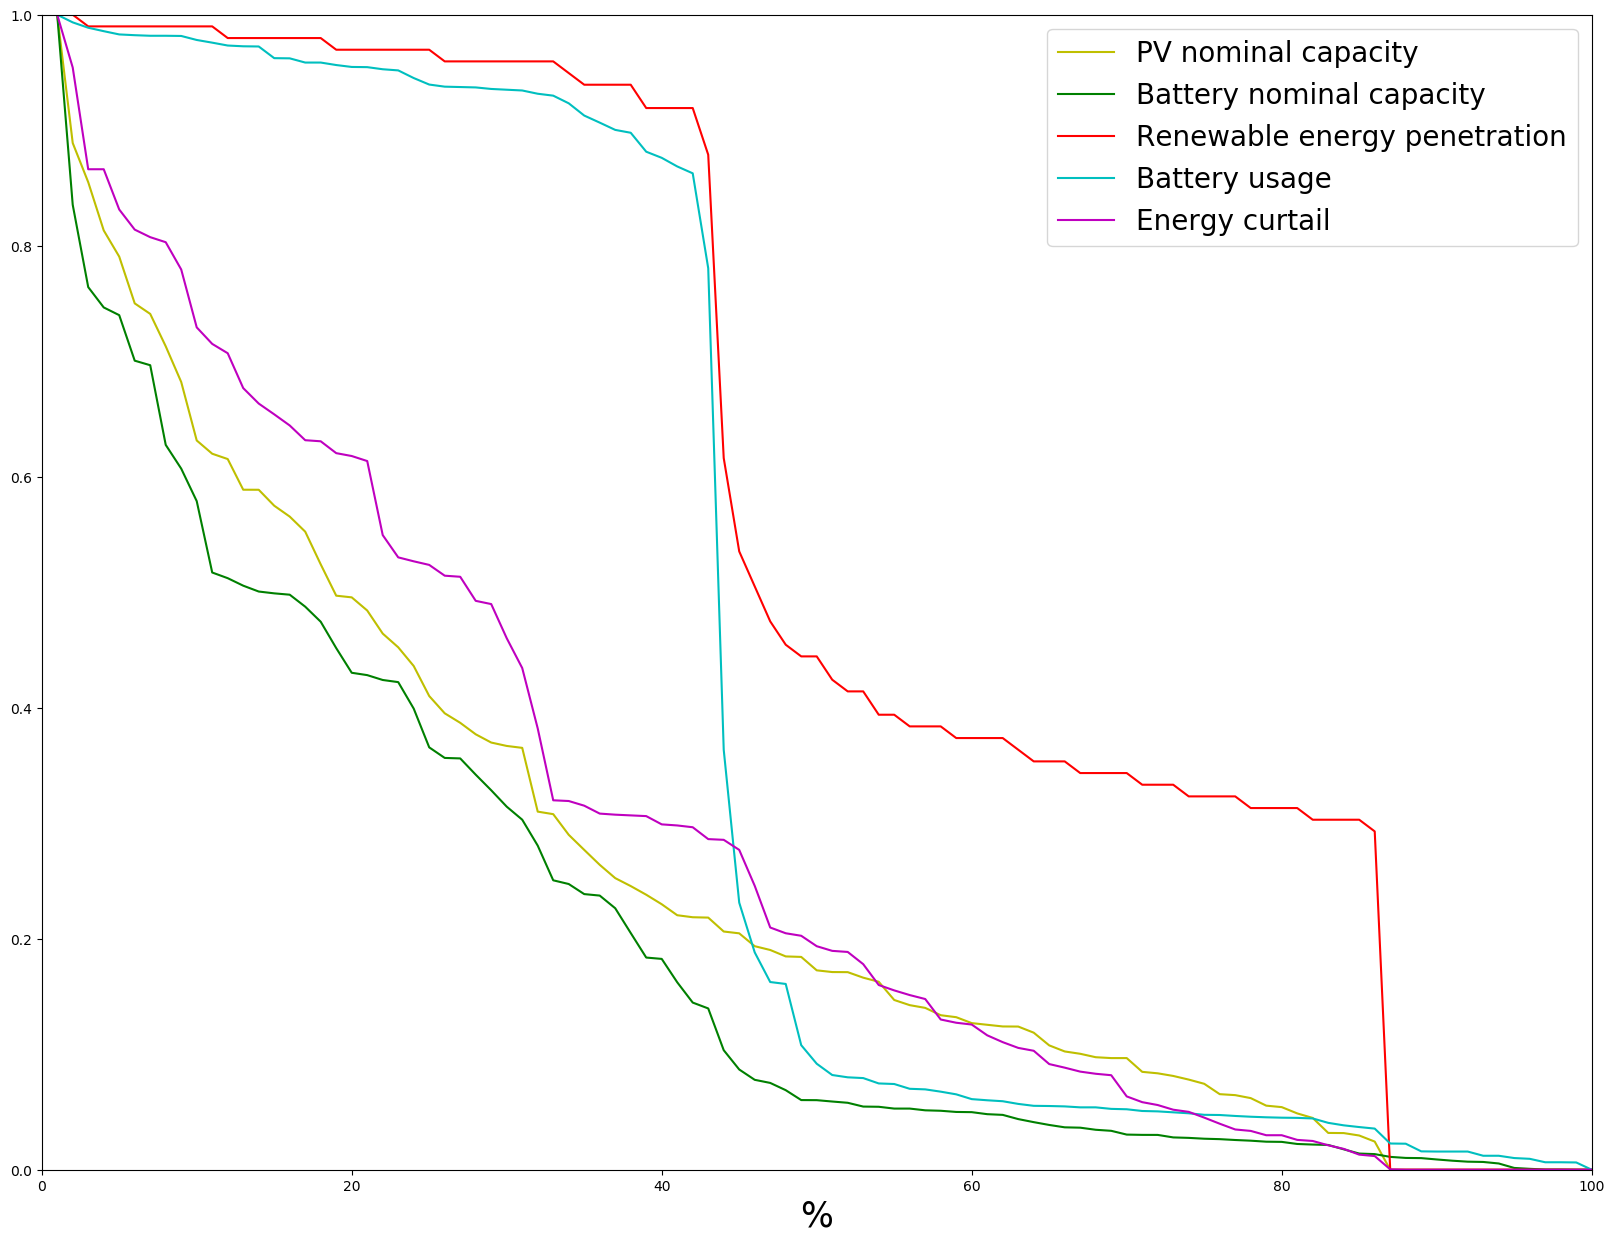 1.0
0.8
0.6
0.4
0.2
0.0
PV nominal capacity
Battery nominal capacity
Renewable energy penetration
Battery usage
Energy curtail
0 20 40 60 80 100
%